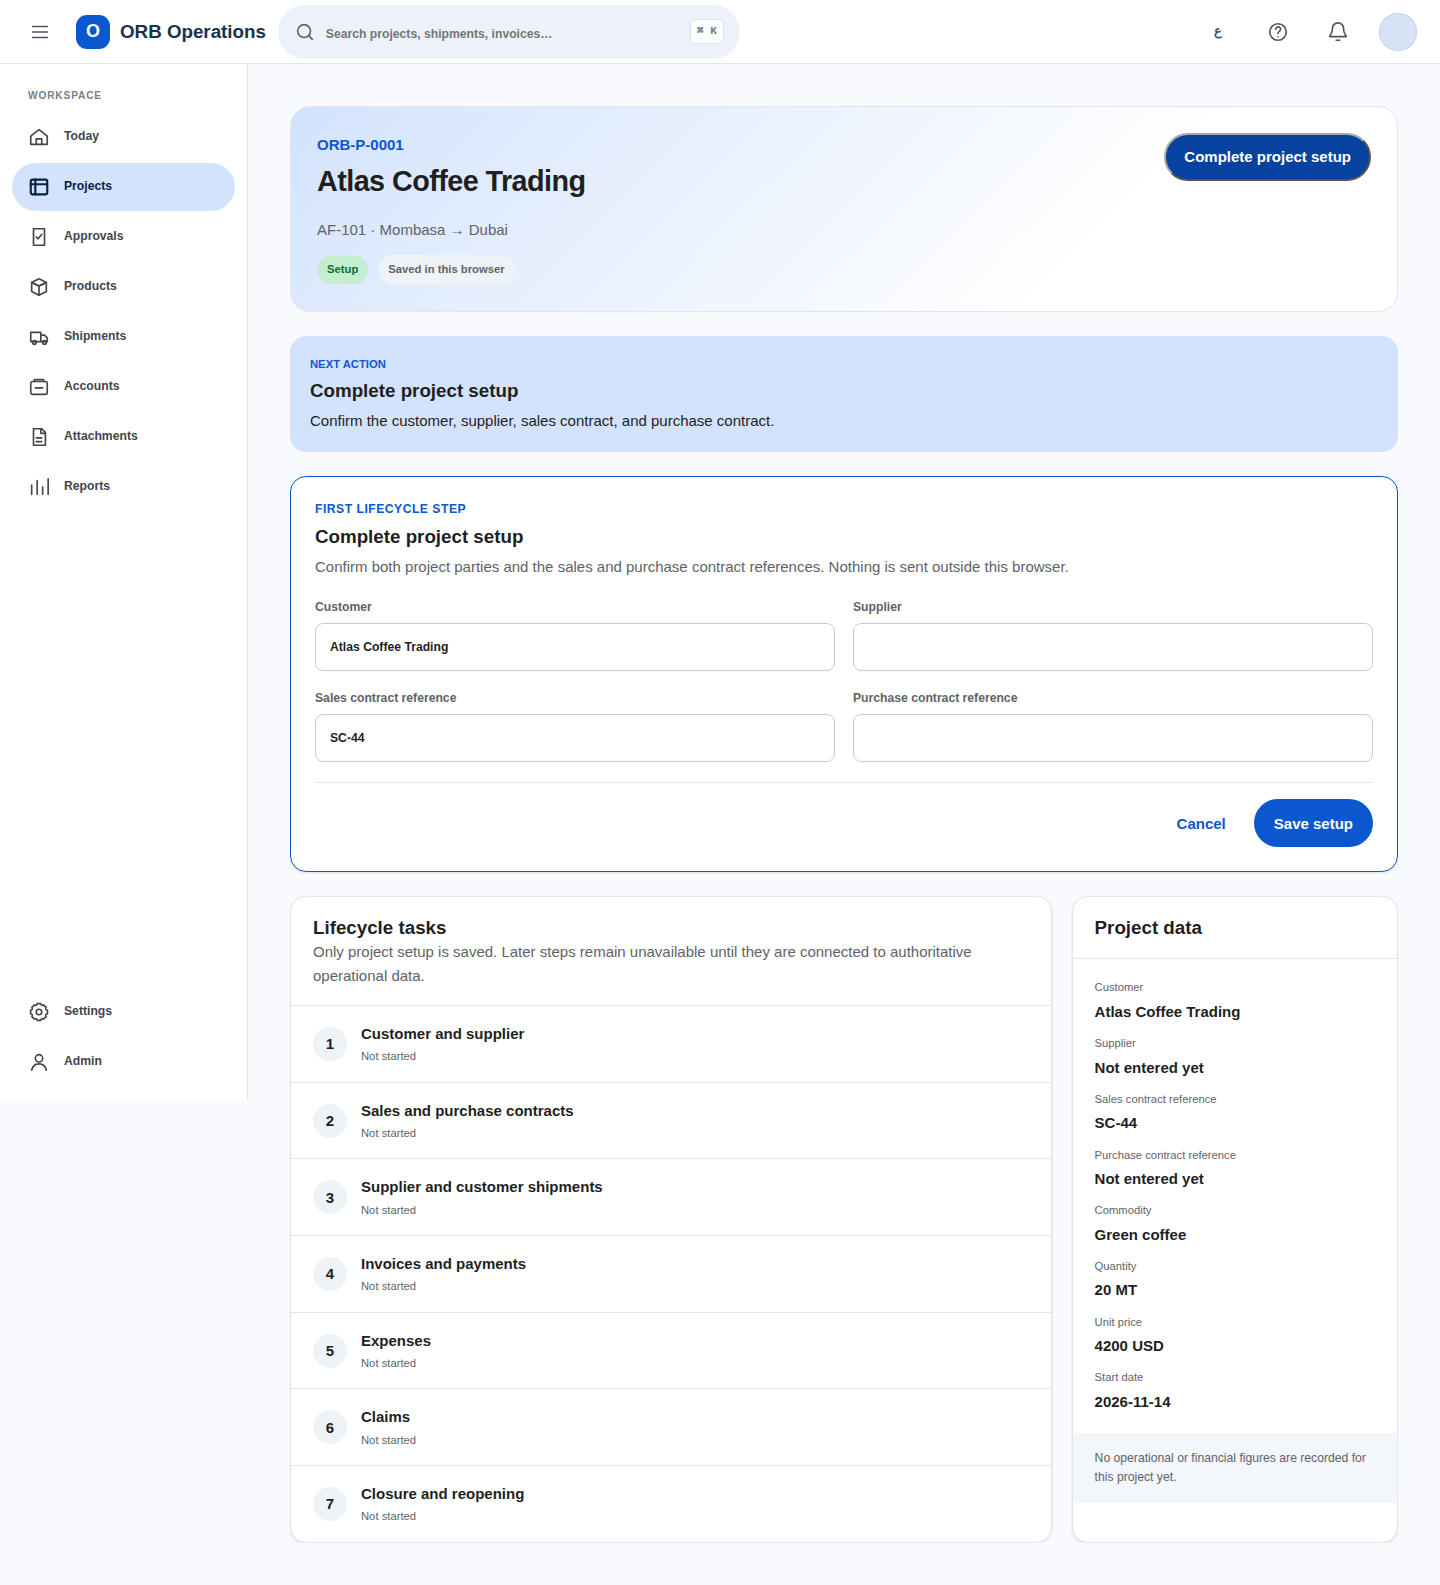 O
ORB Operations
Search projects, shipments, invoices…
⌘ K
ع
WORKSPACE
Today
Projects
Approvals
Products
Shipments
Accounts
Attachments
Reports
Settings
Admin
ORB-P-0001
Atlas Coffee Trading
AF-101 · Mombasa → Dubai
Setup
Saved in this browser
Complete project setup
NEXT ACTION
Complete project setup
Confirm the customer, supplier, sales contract, and purchase contract.
FIRST LIFECYCLE STEP
Complete project setup
Confirm both project parties and the sales and purchase contract references. Nothing is sent outside this browser.
Customer
Atlas Coffee Trading
Supplier
Sales contract reference
SC-44
Purchase contract reference
Cancel
Save setup
Lifecycle tasks
Only project setup is saved. Later steps remain unavailable until they are connected to authoritative
operational data.
1
Customer and supplier
Not started
2
Sales and purchase contracts
Not started
3
Supplier and customer shipments
Not started
4
Invoices and payments
Not started
5
Expenses
Not started
6
Claims
Not started
7
Closure and reopening
Not started
Project data
Customer
Atlas Coffee Trading
Supplier
Not entered yet
Sales contract reference
SC-44
Purchase contract reference
Not entered yet
Commodity
Green coffee
Quantity
20 MT
Unit price
4200 USD
Start date
2026-11-14
No operational or financial figures are recorded for
this project yet.